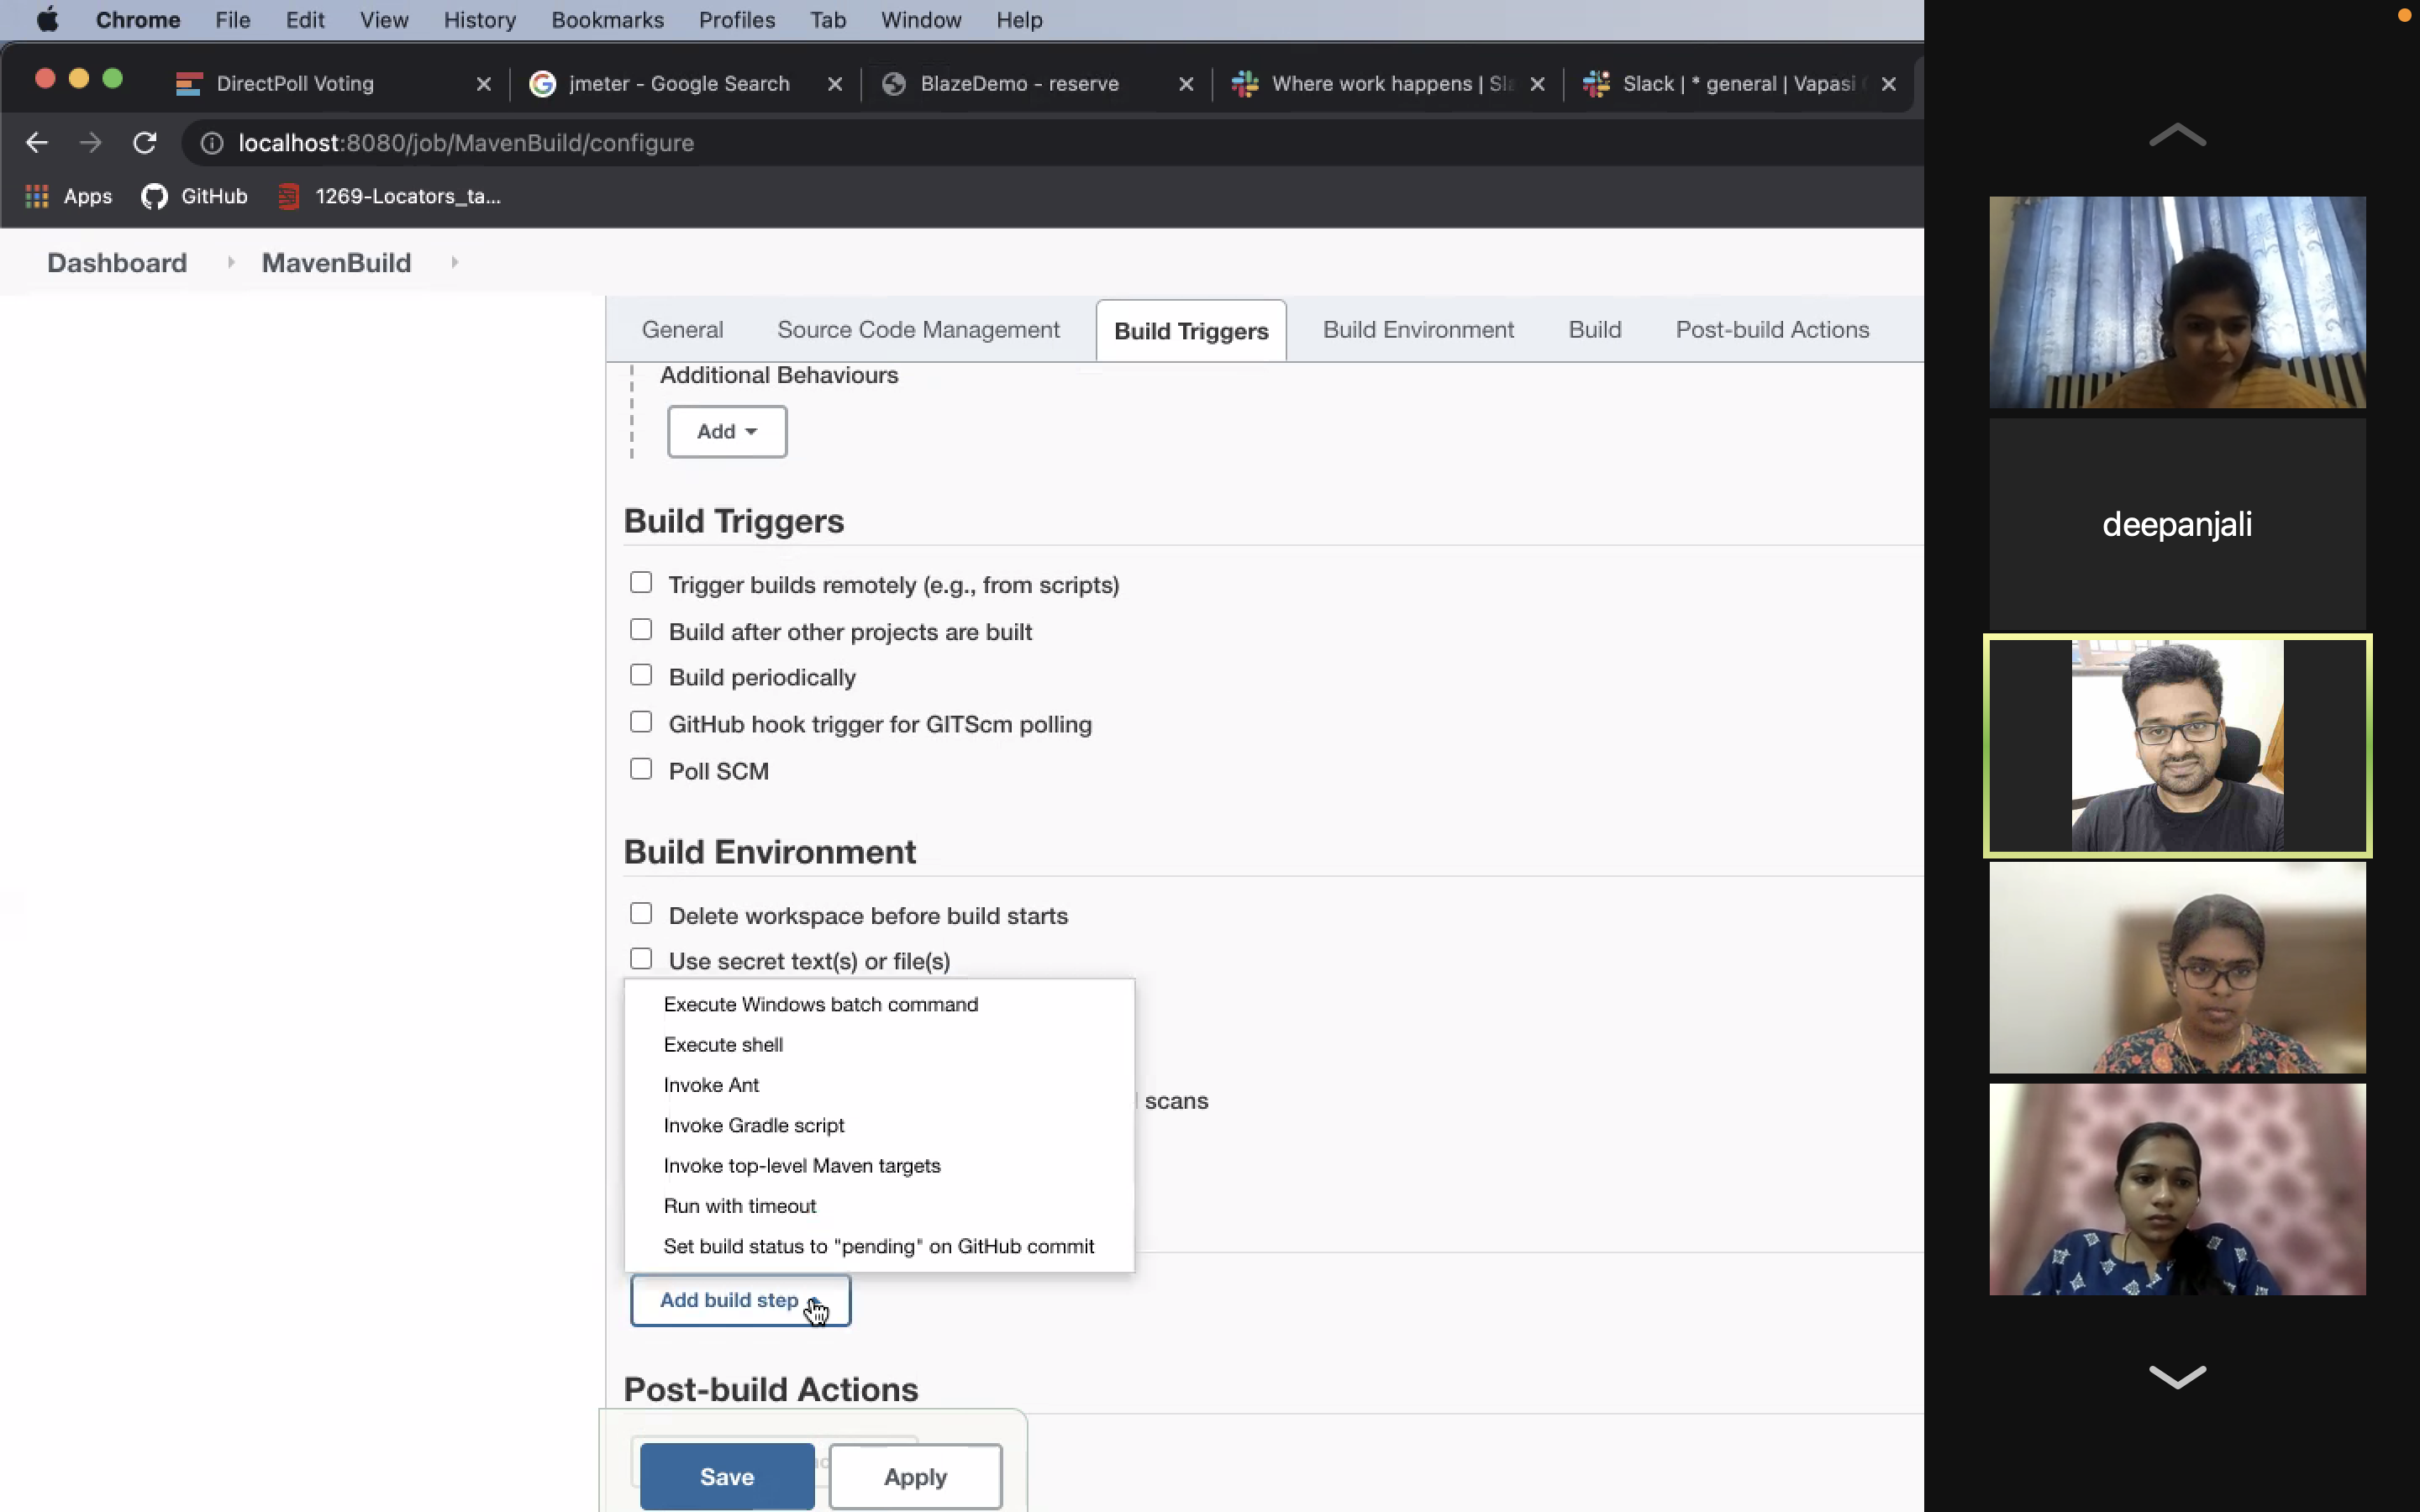 Chrome File Edit View History Bookmarks Profiles Tab Window Help
DirectPoll Voting
jmeter - Google Search
BlazeDemo - reserve
Where work happens | Sla
Slack | * general | Vapasi
localhost:8080/job/MavenBuild/configure
Apps
GitHub
1269-Locators_ta...
Dashboard
MavenBuild
General
Source Code Management
Build Triggers
Build Environment
Build
Post-build Actions
Additional Behaviours
Add
Build Triggers
Trigger builds remotely (e.g., from scripts)
Build after other projects are built
Build periodically
GitHub hook trigger for GITScm polling
Poll SCM
Build Environment
Delete workspace before build starts
Use secret text(s) or file(s)
Execute Windows batch command
Execute shell
Invoke Ant
scans
Invoke Gradle script
Invoke top-level Maven targets
Run with timeout
Set build status to "pending" on GitHub commit
Add build step
Post-build Actions
Save
Apply
deepanjali